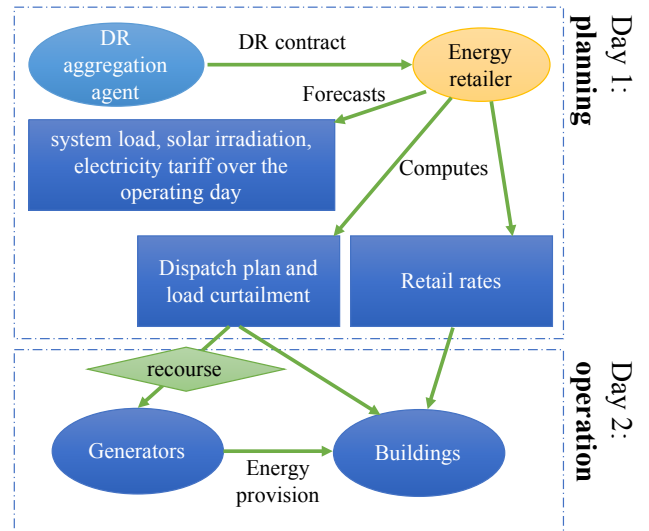 DR
aggregation
agent
DR contract
Energy
retailer
Forecasts
system load, solar irradiation,
electricity tariff over the
operating day
Computes
Dispatch plan and
load curtailment
Retail rates
Day 1:
planning
recourse
Generators
Energy
provision
Buildings
Day 2:
operation